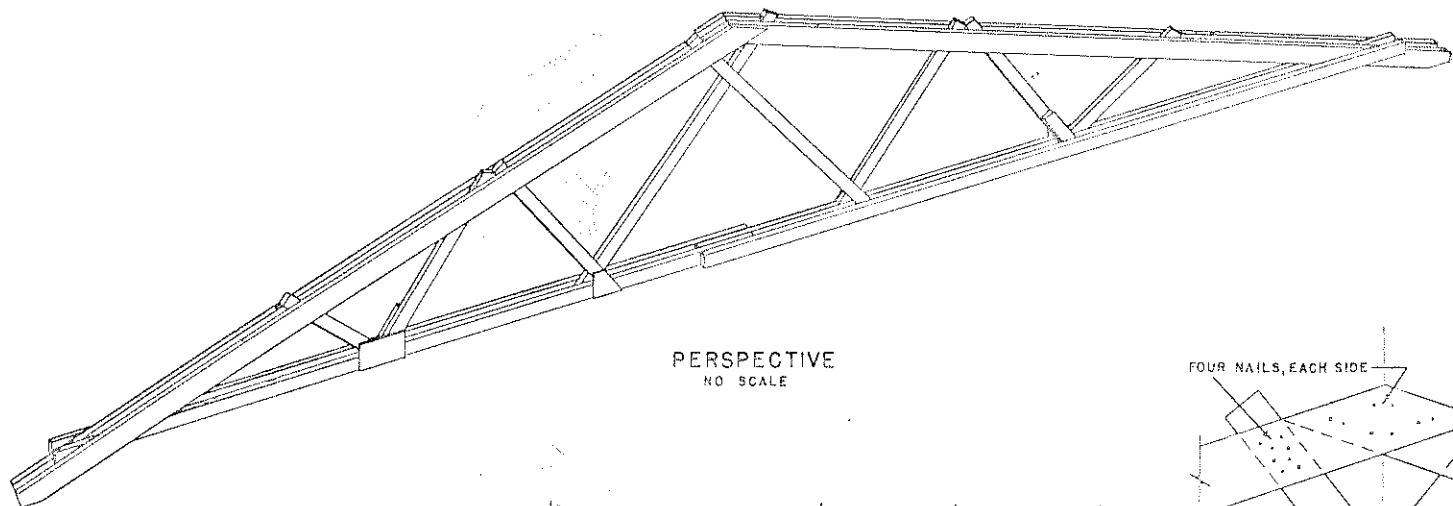 PERSPECTIVE
NO SCALE
FOUR NAILS, EACH SIDE